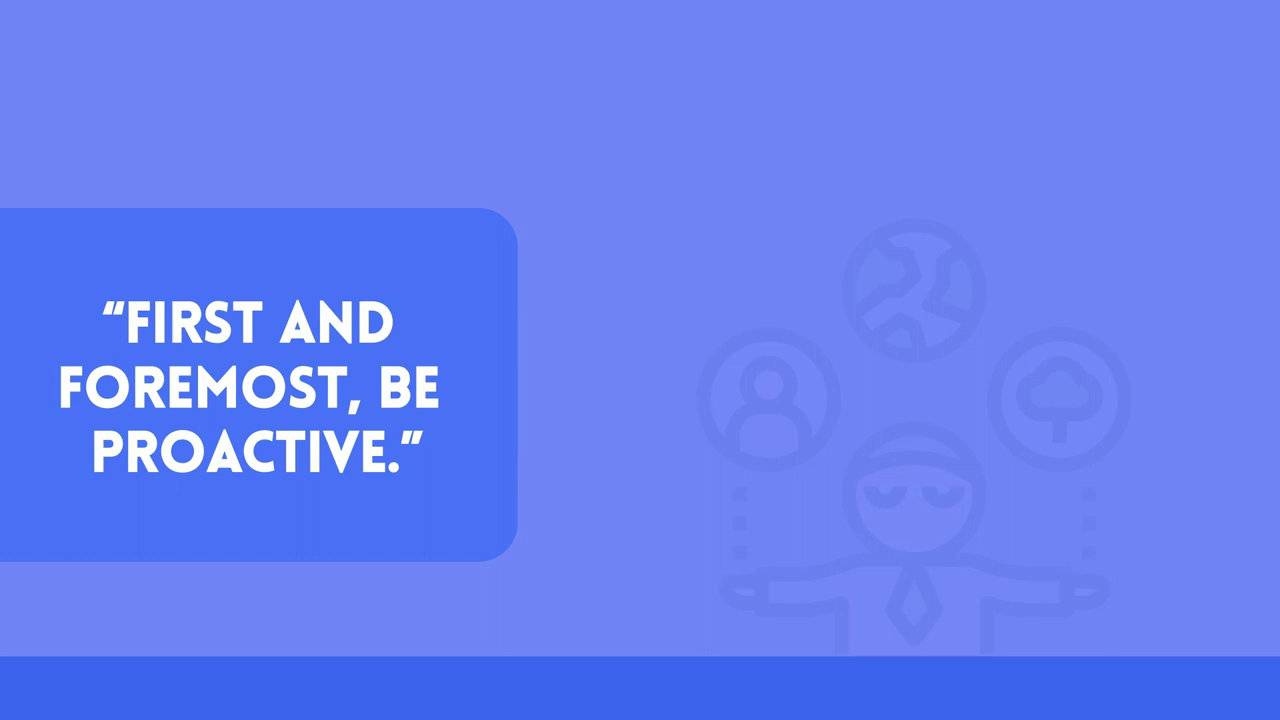 “FIRST AND
FOREMOST, BE
PROACTIVE.”